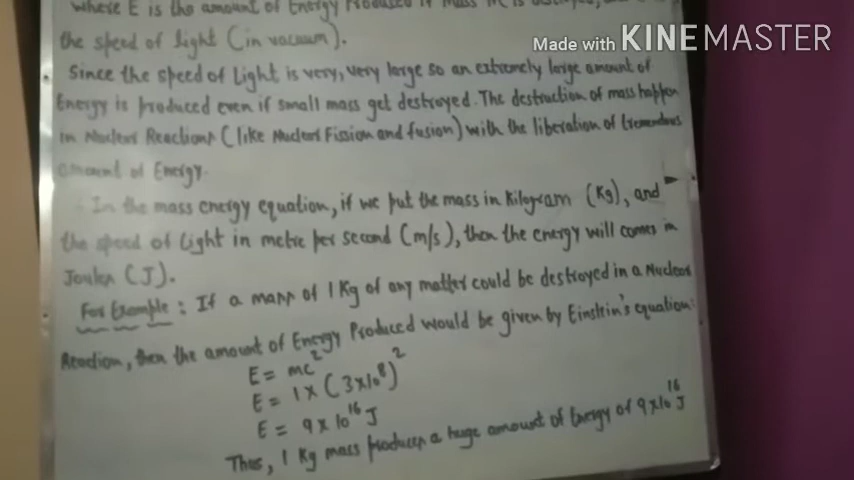 where E is the amount of Energy Produced if mass m is destroyed, and
the speed of light (in vacuum).
Made with KINEMASTER
Since the speed of Light is very, very large so an extremely large amount of
Energy is produced even if small mass get destroyed. The destruction of mass happen
in Nuclear Reactions (like Nuclear Fission and fusion) with the liberation of tremendous
amount of Energy.
In the mass energy equation, if we put the mass in Kilogram (Kg), and
the speed of light in metre per second (m/s), then the energy will comes in
Joules (J).
For Example : If a mass of 1 Kg of any matter could be destroyed in a Nuclear
Reaction, then the amount of Energy Produced would be given by Einstein's equation:
E = mc²
E = 1 × (3×10⁸)²
E = 9 × 10¹⁶ J
Thus, 1 Kg mass produces a huge amount of Energy of 9×10¹⁶ J